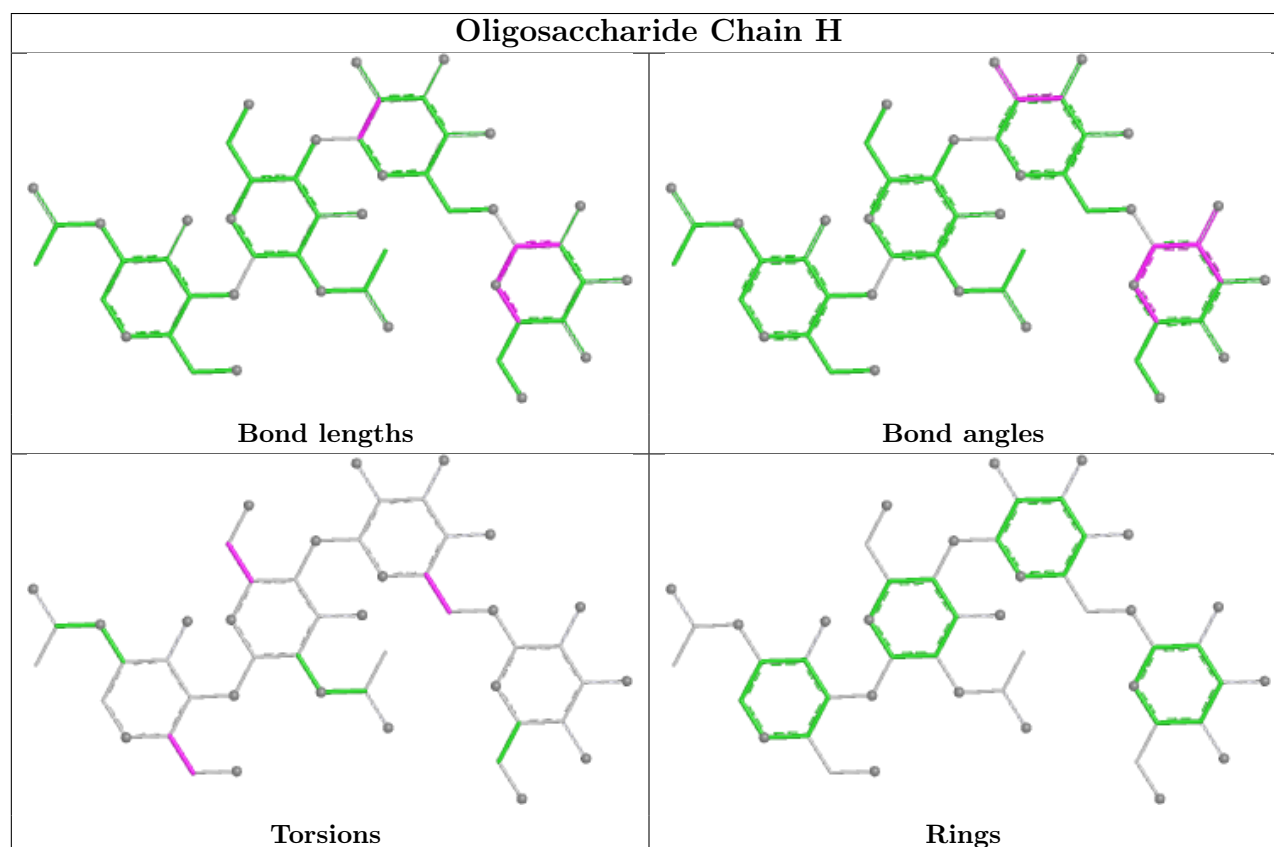 Oligosaccharide Chain H
Bond lengths
Bond angles
Torsions
Rings